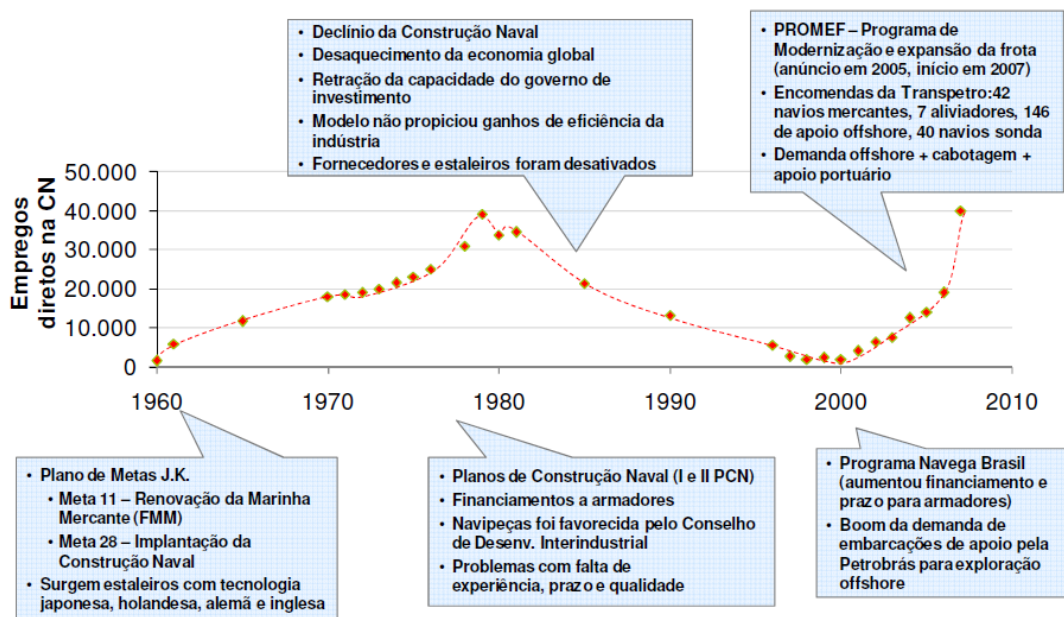 • Declínio da Construção Naval
• Desaquecimento da economia global
• Retração da capacidade do governo de
investimento
• Modelo não propiciou ganhos de eficiência da
indústria
• Fornecedores e estaleiros foram desativados
• PROMEF – Programa de
Modernização e expansão da frota
(anúncio em 2005, início em 2007)
• Encomendas da Transpetro:42
navios mercantes, 7 aliviadores, 146
de apoio offshore, 40 navios sonda
• Demanda offshore + cabotagem +
apoio portuário
Empregos
diretos na CN
50.000
40.000
30.000
20.000
10.000
0
1960 1970 1980 1990 2000 2010
• Plano de Metas J.K.
• Meta 11 – Renovação da Marinha
Mercante (FMM)
• Meta 28 – Implantação da
Construção Naval
• Surgem estaleiros com tecnologia
japonesa, holandesa, alemã e inglesa
• Planos de Construção Naval (I e II PCN)
• Financiamentos a armadores
• Navipeças foi favorecida pelo Conselho
de Desenv. Interindustrial
• Problemas com falta de
experiência, prazo e qualidade
• Programa Navega Brasil
(aumentou financiamento e
prazo para armadores)
• Boom da demanda de
embarcações de apoio pela
Petrobrás para exploração
offshore